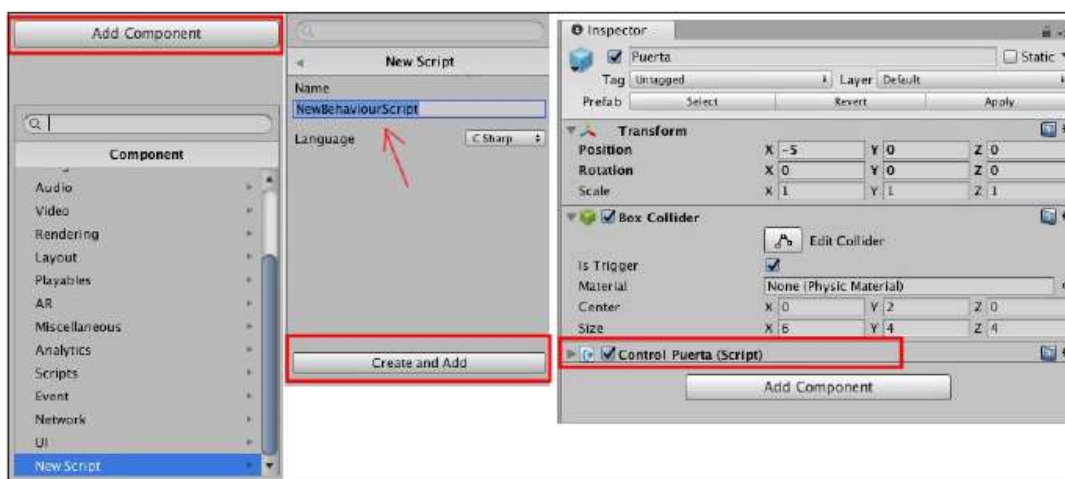 Add Component
Component
Audio
Video
Rendering
Layout
Playables
AR
Miscellaneous
Analytics
Scripts
Event
Network
UI
New Script
New Script
Name
NewBehaviourScript
Language C Sharp
Create and Add
Inspector
Puerta Static
Tag Untagged Layer Default
Prefab Select Revert Apply
Transform
Position X -5 Y 0 Z 0
Rotation X 0 Y 0 Z 0
Scale X 1 Y 1 Z 1
Box Collider
Edit Collider
Is Trigger
Material None (Physic Material)
Center X 0 Y 2 Z 0
Size X 6 Y 4 Z 4
Control Puerta (Script)
Add Component